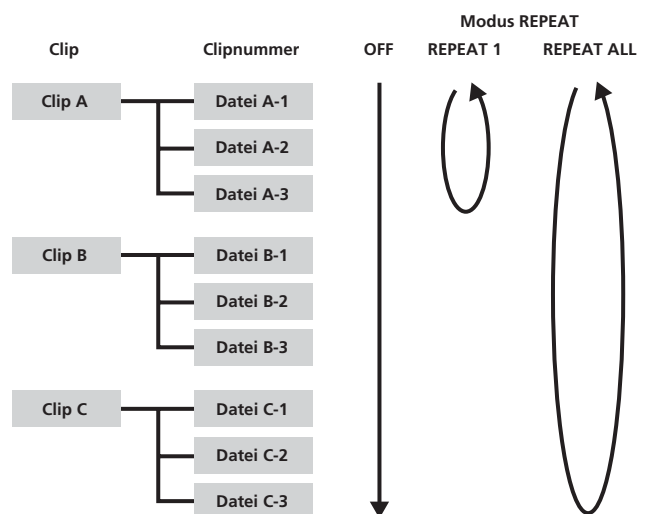 Modus REPEAT
Clip Clipnummer OFF REPEAT 1 REPEAT ALL
Clip A Datei A-1
Datei A-2
Datei A-3
Clip B Datei B-1
Datei B-2
Datei B-3
Clip C Datei C-1
Datei C-2
Datei C-3